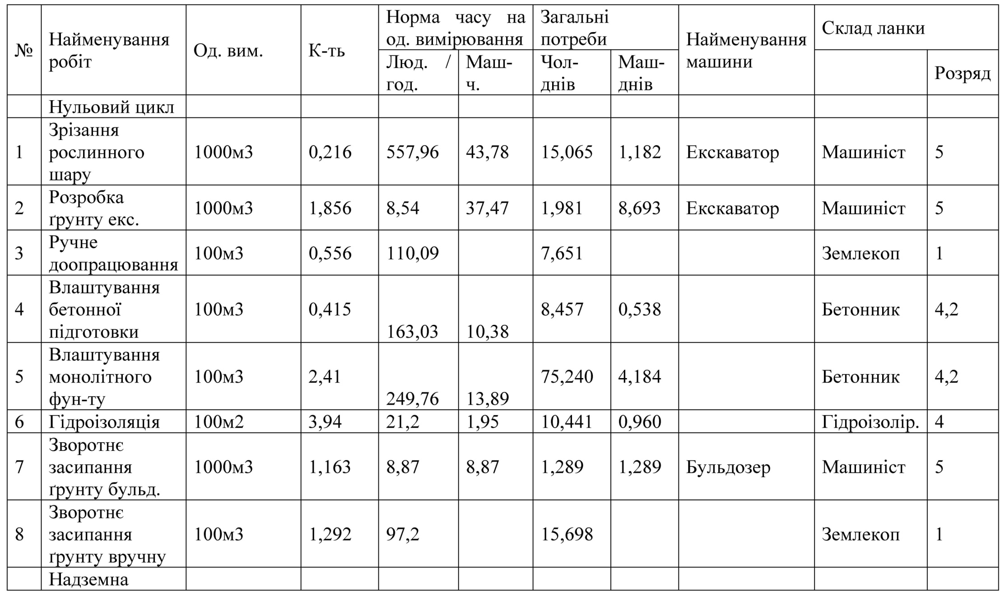 №
Найменування
робіт
Од. вим.
К-ть
Норма часу на
од. вимірювання
Загальні
потреби
Найменування
машини
Склад ланки
Люд. /
год.
Маш-
ч.
Чол-
днів
Маш-
днів
Розряд
Нульовий цикл
1
Зрізання
рослинного
шару
1000м3
0,216
557,96
43,78
15,065
1,182
Екскаватор
Машиніст
5
2
Розробка
ґрунту екс.
1000м3
1,856
8,54
37,47
1,981
8,693
Екскаватор
Машиніст
5
3
Ручне
доопрацювання
100м3
0,556
110,09
7,651
Землекоп
1
4
Влаштування
бетонної
підготовки
100м3
0,415
163,03
10,38
8,457
0,538
Бетонник
4,2
5
Влаштування
монолітного
фун-ту
100м3
2,41
249,76
13,89
75,240
4,184
Бетонник
4,2
6
Гідроізоляція
100м2
3,94
21,2
1,95
10,441
0,960
Гідроізолір.
4
7
Зворотнє
засипання
ґрунту бульд.
1000м3
1,163
8,87
8,87
1,289
1,289
Бульдозер
Машиніст
5
8
Зворотнє
засипання
ґрунту вручну
100м3
1,292
97,2
15,698
Землекоп
1
Надземна